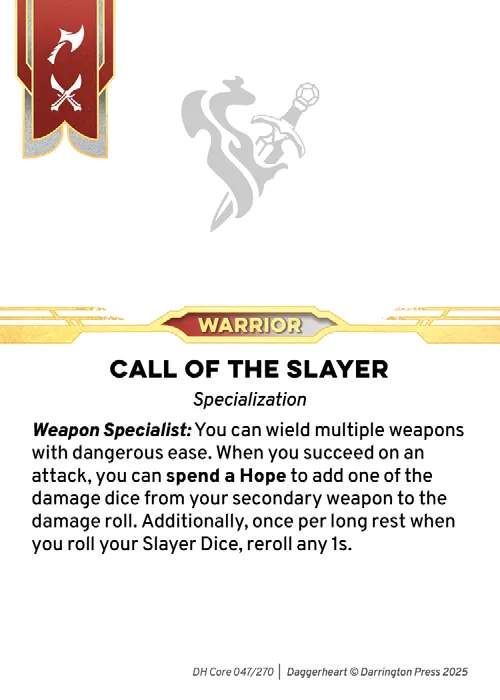 WARRIOR
CALL OF THE SLAYER
Specialization
Weapon Specialist: You can wield multiple weapons
with dangerous ease. When you succeed on an
attack, you can spend a Hope to add one of the
damage dice from your secondary weapon to the
damage roll. Additionally, once per long rest when
you roll your Slayer Dice, reroll any 1s.
DH Core 047/270 | Daggerheart © Darrington Press 2025